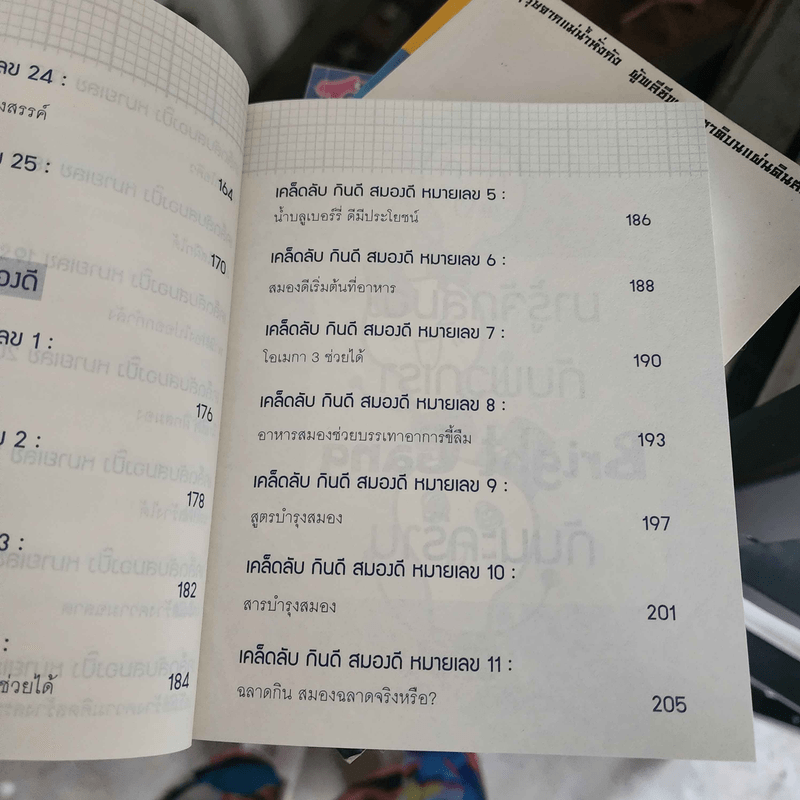 24 :
164
25 :
170
1 :
176
2 :
178
3 :
182
:
ช่วยได้ 184
เคล็ดลับ กินดี สมองดี หมายเลข 5 :
น้ำบลูเบอร์รี่ ดีมีประโยชน์ 186
เคล็ดลับ กินดี สมองดี หมายเลข 6 :
สมองดีเริ่มต้นที่อาหาร 188
เคล็ดลับ กินดี สมองดี หมายเลข 7 :
โอเมกา 3 ช่วยได้ 190
เคล็ดลับ กินดี สมองดี หมายเลข 8 :
อาหารสมองช่วยบรรเทาอาการขี้ลืม 193
เคล็ดลับ กินดี สมองดี หมายเลข 9 :
สูตรบำรุงสมอง 197
เคล็ดลับ กินดี สมองดี หมายเลข 10 :
สารบำรุงสมอง 201
เคล็ดลับ กินดี สมองดี หมายเลข 11 :
ฉลาดกิน สมองฉลาดจริงหรือ? 205